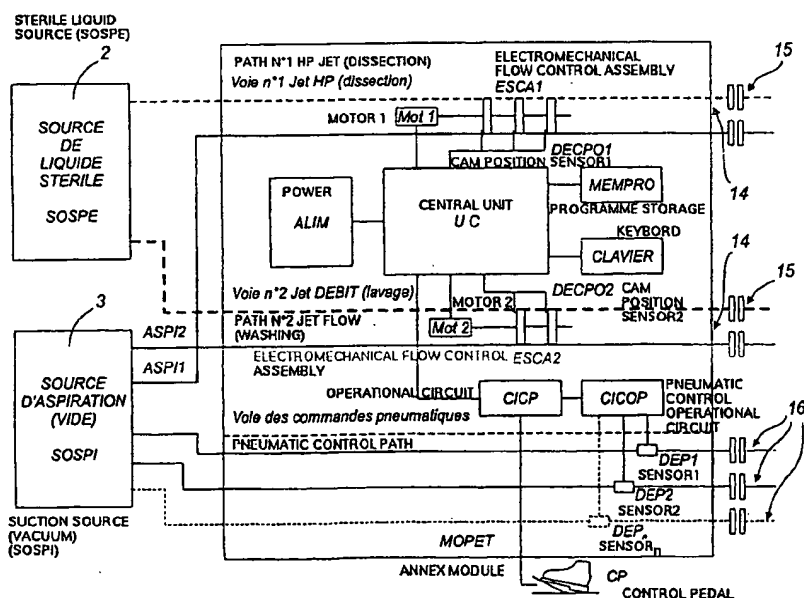 STERILE LIQUID
SOURCE (SOSPE)
2
SOURCE
DE
LIQUIDE
STERILE
SOSPE
PATH N°1 HP JET (DISSECTION)
Voie n°1 Jet HP (dissection)
ELECTROMECHANICAL
FLOW CONTROL ASSEMBLY
ESCA1
15
MOTOR 1
Mot 1
14
DECPO1
CAM POSITION SENSOR1
POWER
ALIM
CENTRAL UNIT
U C
MEMPRO
PROGRAMME STORAGE
KEYBORD
CLAVIER
14
15
DECPO2
CAM
POSITION
SENSOR2
Voie n°2 Jet DEBIT (lavage)
MOTOR 2
PATH N°2 JET FLOW
(WASHING)
Mot 2
3
ASPI2
ASPI1
ELECTROMECHANICAL FLOW CONTROL
ASSEMBLY
ESCA2
SOURCE
D'ASPIRATION
(VIDE)
SOSPI
OPERATIONAL CIRCUIT
CICP
CICOP
PNEUMATIC
CONTROL
OPERATIONAL
CIRCUIT
Voie des commandes pneumatiques
PNEUMATIC CONTROL PATH
16
DEP1
SENSOR1
DEP2
SENSOR2
DEPn
SENSORn
SUCTION SOURCE
(VACUUM)
(SOSPI)
MOPET
ANNEX MODULE
CP
CONTROL PEDAL